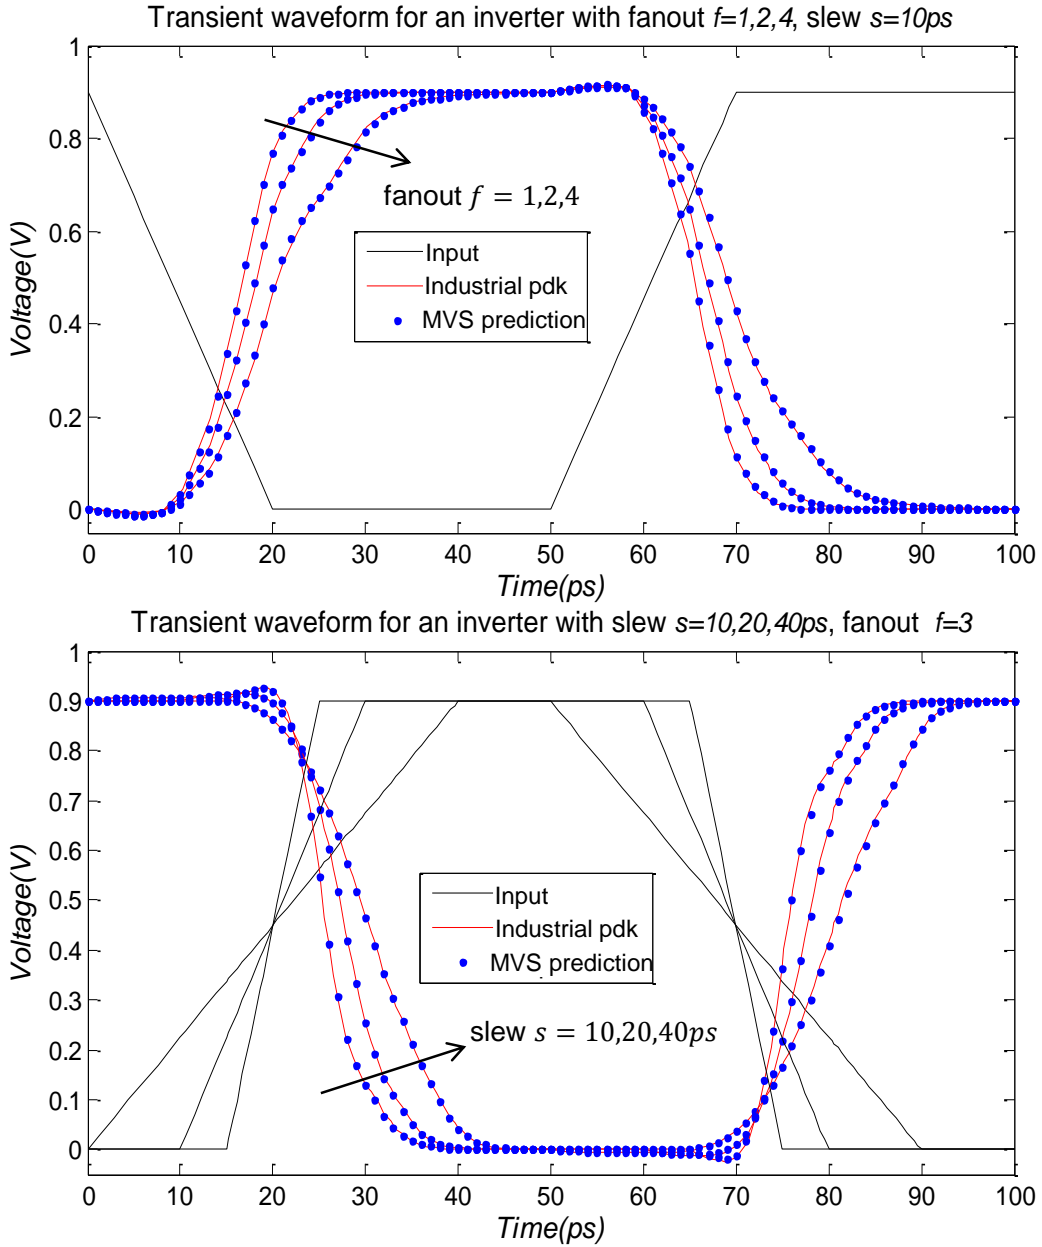 Transient waveform for an inverter with fanout f=1,2,4, slew s=10ps
1
0.8
0.6
0.4
0.2
0
Voltage(V)
fanout f = 1,2,4
Input
Industrial pdk
MVS prediction
0 10 20 30 40 50 60 70 80 90 100
Time(ps)
Transient waveform for an inverter with slew s=10,20,40ps, fanout f=3
1
0.9
0.8
0.7
0.6
0.5
0.4
0.3
0.2
0.1
0
Voltage(V)
Input
Industrial pdk
MVS prediction
slew s = 10,20,40ps
0 10 20 30 40 50 60 70 80 90 100
Time(ps)